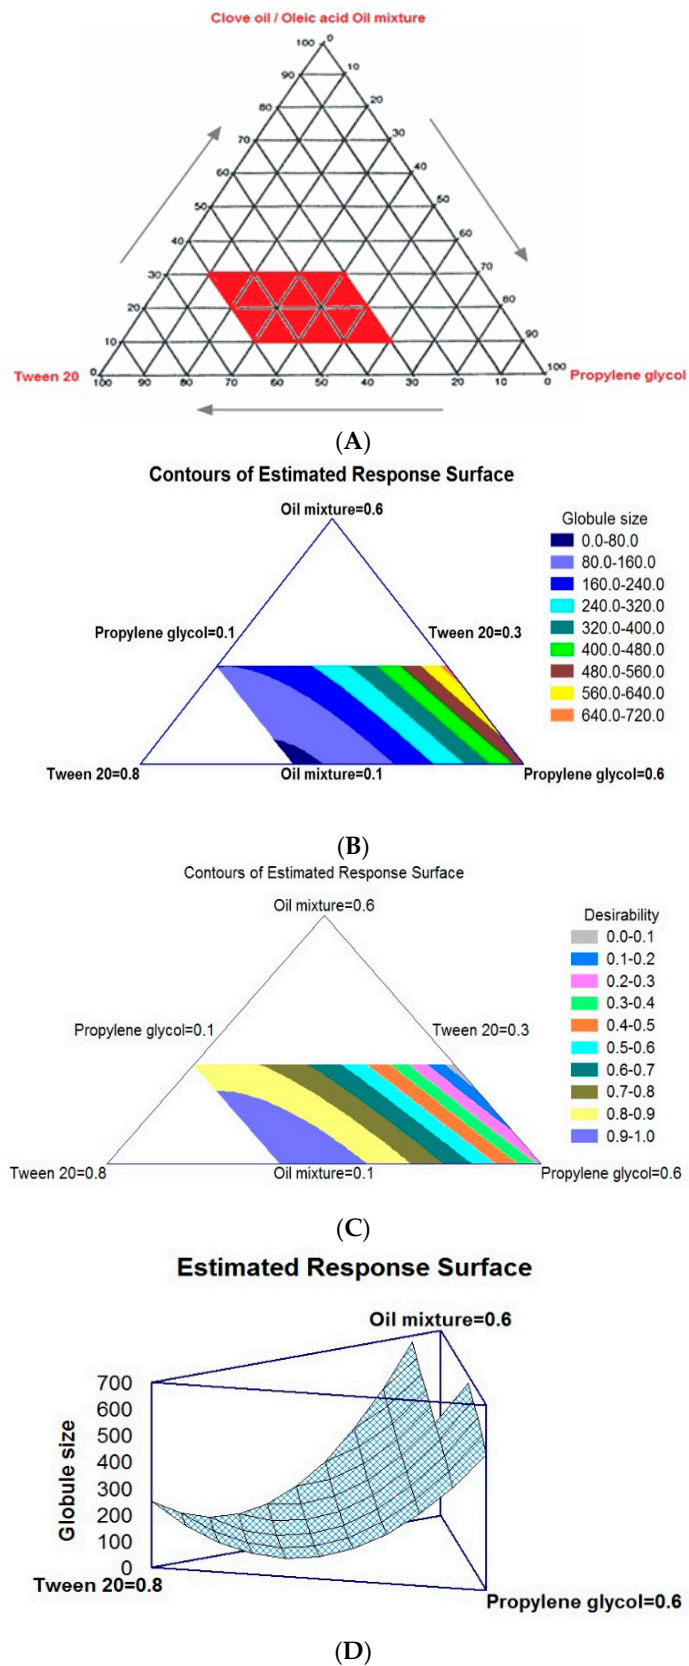 Clove oil / Oleic acid Oil mixture
100 0
90 10
80 20
70 30
60 40
50 50
40 60
30 70
20 80
10 90
0 100
Tween 20 Propylene glycol
100 90 80 70 60 50 40 30 20 10 0
(A)
Contours of Estimated Response Surface
Oil mixture=0.6
Propylene glycol=0.1
Tween 20=0.3
Tween 20=0.8
Oil mixture=0.1
Propylene glycol=0.6
Globule size
0.0-80.0
80.0-160.0
160.0-240.0
240.0-320.0
320.0-400.0
400.0-480.0
480.0-560.0
560.0-640.0
640.0-720.0
(B)
Contours of Estimated Response Surface
Oil mixture=0.6
Propylene glycol=0.1
Tween 20=0.3
Tween 20=0.8
Oil mixture=0.1
Propylene glycol=0.6
Desirability
0.0-0.1
0.1-0.2
0.2-0.3
0.3-0.4
0.4-0.5
0.5-0.6
0.6-0.7
0.7-0.8
0.8-0.9
0.9-1.0
(C)
Estimated Response Surface
Oil mixture=0.6
700
600
500
400
300
200
100
0
Globule size
Tween 20=0.8
Propylene glycol=0.6
(D)